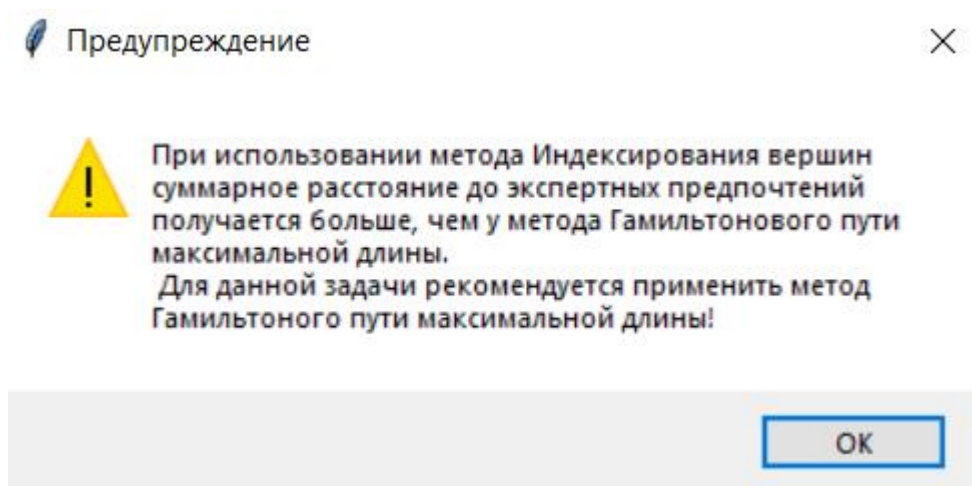 Предупреждение
При использовании метода Индексирования вершин
суммарное расстояние до экспертных предпочтений
получается больше, чем у метода Гамильтонового пути
максимальной длины.
Для данной задачи рекомендуется применить метод
Гамильтоного пути максимальной длины!
ОК